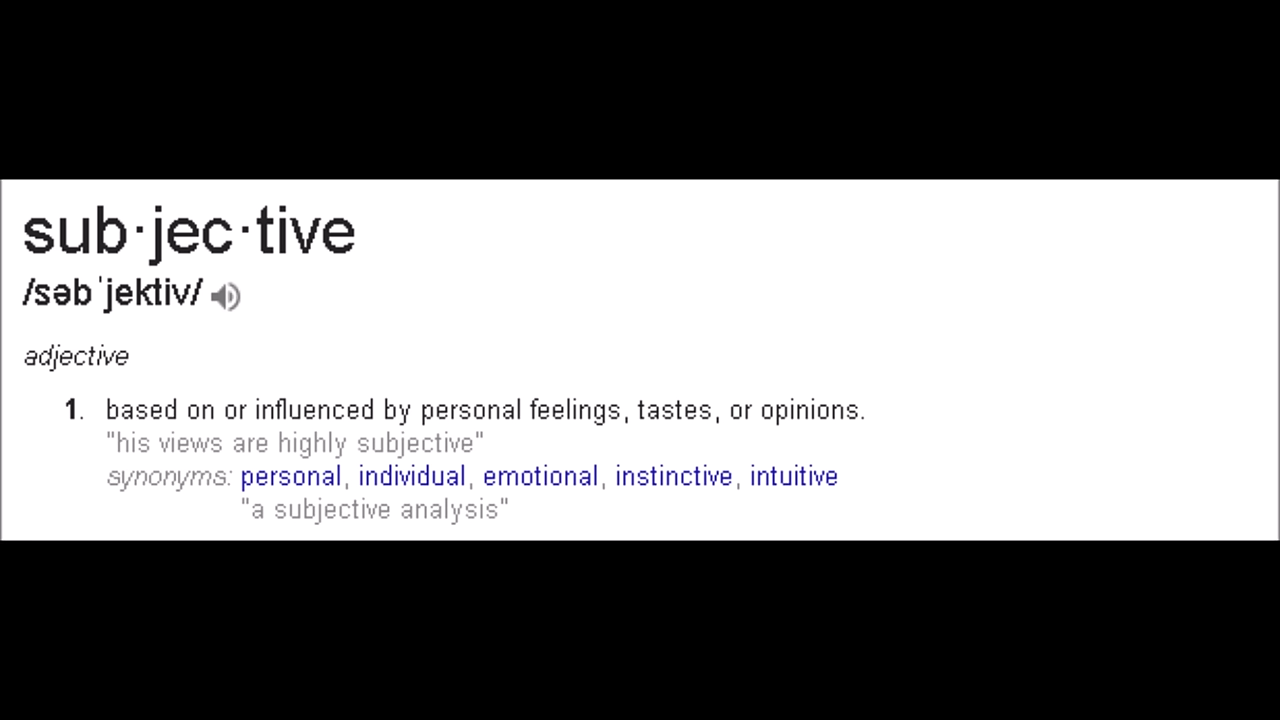 sub·jec·tive
/səbˈjektiv/
adjective
1. based on or influenced by personal feelings, tastes, or opinions.
"his views are highly subjective"
synonyms: personal, individual, emotional, instinctive, intuitive
"a subjective analysis"